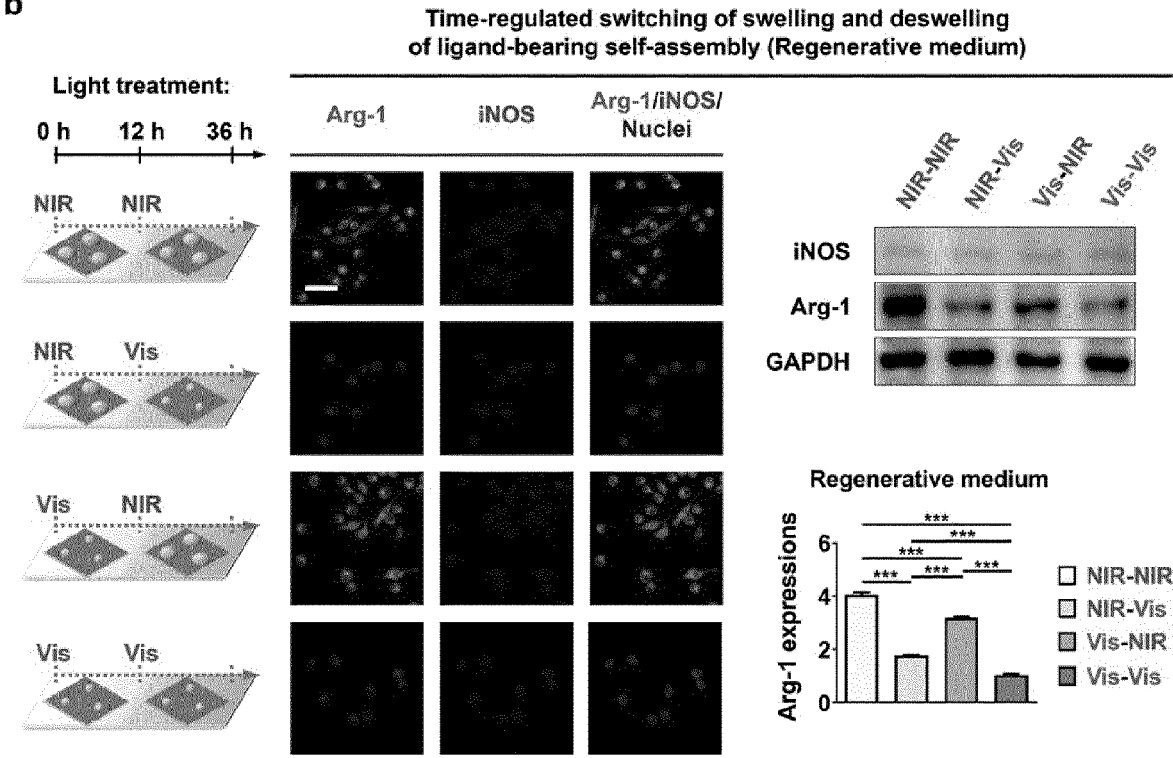 b
Time-regulated switching of swelling and deswelling
of ligand-bearing self-assembly (Regenerative medium)
Light treatment:
0 h 12 h 36 h
Arg-1
iNOS
Arg-1/iNOS/
Nuclei
NIR NIR
NIR Vis
Vis NIR
Vis Vis
NIR-NIR
NIR-Vis
Vis-NIR
Vis-Vis
iNOS
Arg-1
GAPDH
Regenerative medium
Arg-1 expressions
6
4
2
0
***
***
***
*** *** ***
NIR-NIR
NIR-Vis
Vis-NIR
Vis-Vis